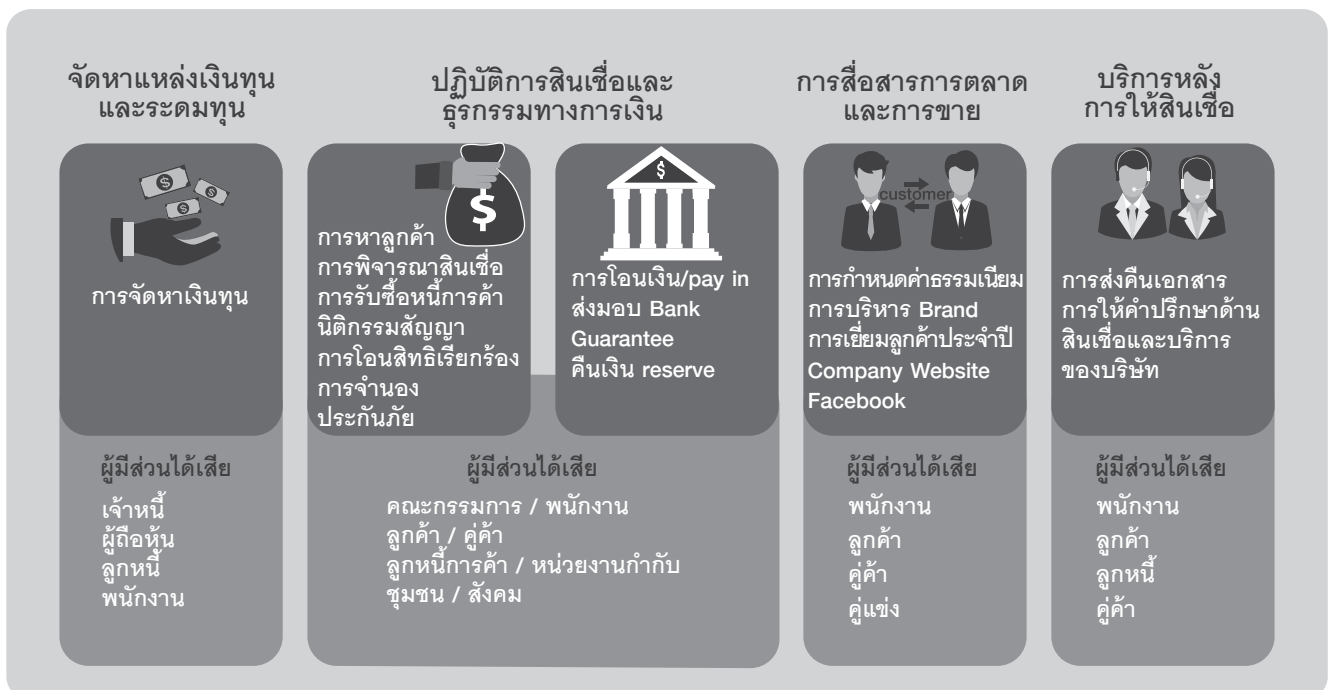 จัดหาแหล่งเงินทุน
และระดมทุน
การจัดหาเงินทุน
ผู้มีส่วนได้เสีย
เจ้าหนี้
ผู้ถือหุ้น
ลูกหนี้
พนักงาน
ปฏิบัติการสินเชื่อและ
ธุรกรรมทางการเงิน
$
การหาลูกค้า
การพิจารณาสินเชื่อ
การรับซื้อหนี้การค้า
นิติกรรมสัญญา
การโอนสิทธิเรียกร้อง
การจำนอง
ประกันภัย
$
การโอนเงิน/pay in
ส่งมอบ Bank
Guarantee
คืนเงิน reserve
ผู้มีส่วนได้เสีย
คณะกรรมการ / พนักงาน
ลูกค้า / คู่ค้า
ลูกหนี้การค้า / หน่วยงานกำกับ
ชุมชน / สังคม
การสื่อสารการตลาด
และการขาย
customer
การกำหนดค่าธรรมเนียม
การบริหาร Brand
การเยี่ยมลูกค้าประจำปี
Company Website
Facebook
ผู้มีส่วนได้เสีย
พนักงาน
ลูกค้า
คู่ค้า
คู่แข่ง
บริการหลัง
การให้สินเชื่อ
การส่งคืนเอกสาร
การให้คำปรึกษาด้าน
สินเชื่อและบริการ
ของบริษัท
ผู้มีส่วนได้เสีย
พนักงาน
ลูกค้า
ลูกหนี้
คู่ค้า